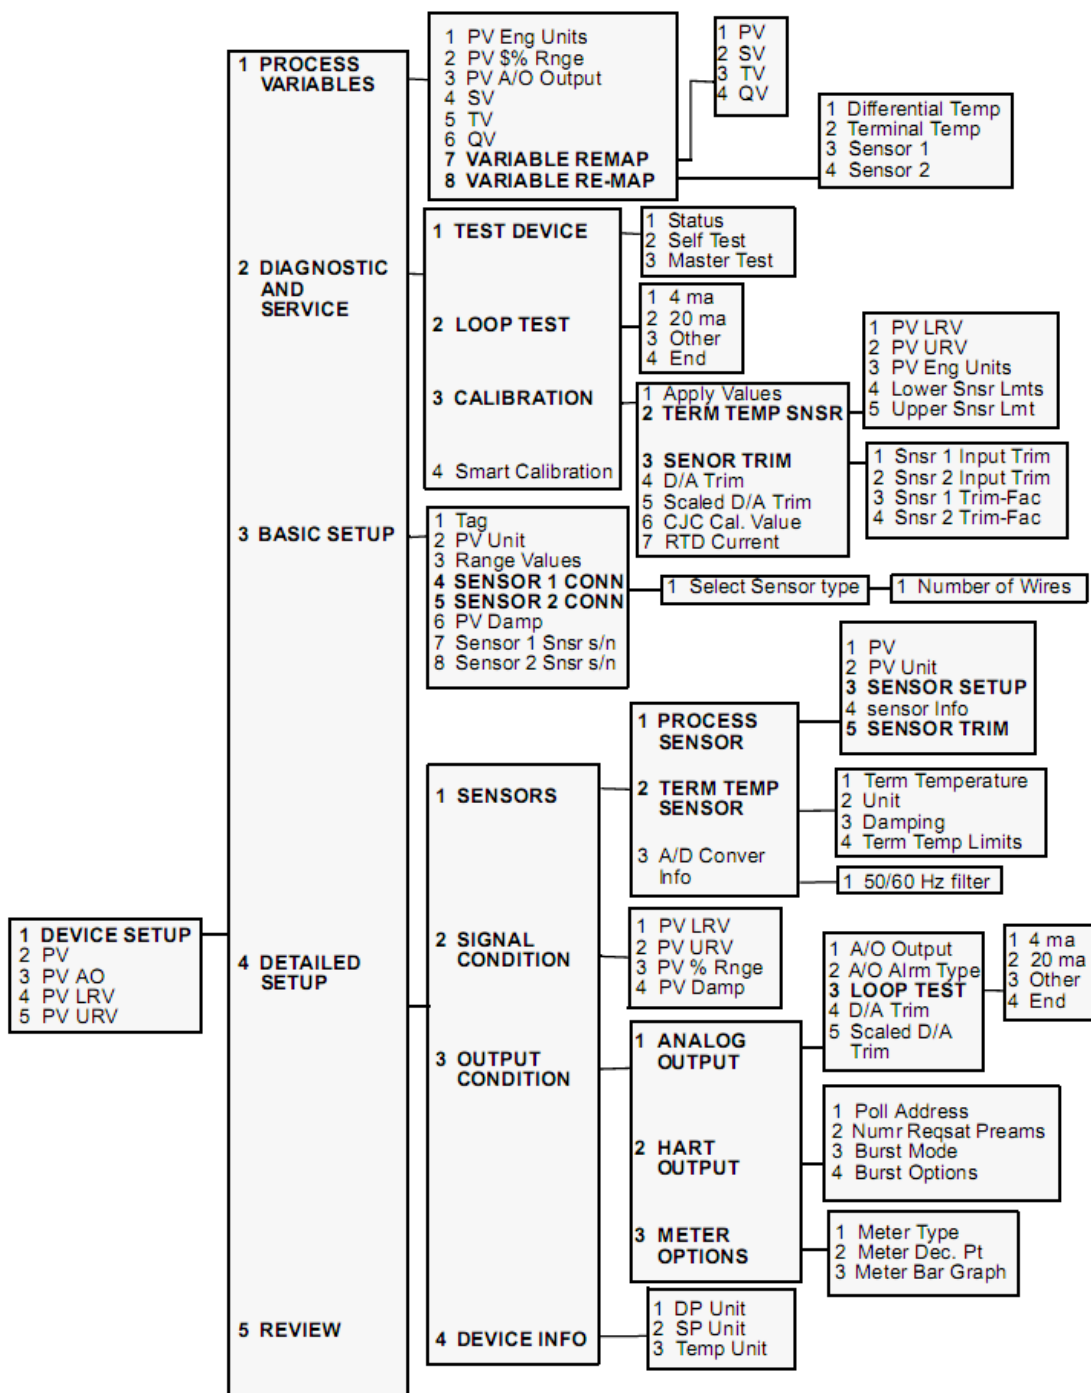 1 DEVICE SETUP
2 PV
3 PV AO
4 PV LRV
5 PV URV
1 PROCESS
VARIABLES
2 DIAGNOSTIC
AND
SERVICE
3 BASIC SETUP
4 DETAILED
SETUP
5 REVIEW
1 PV Eng Units
2 PV $% Rnge
3 PV A/O Output
4 SV
5 TV
6 QV
7 VARIABLE REMAP
8 VARIABLE RE-MAP
1 PV
2 SV
3 TV
4 QV
1 Differential Temp
2 Terminal Temp
3 Sensor 1
4 Sensor 2
1 TEST DEVICE
2 LOOP TEST
3 CALIBRATION
4 Smart Calibration
1 Status
2 Self Test
3 Master Test
1 4 ma
2 20 ma
3 Other
4 End
1 Apply Values
2 TERM TEMP SNSR
3 SENOR TRIM
4 D/A Trim
5 Scaled D/A Trim
6 CJC Cal. Value
7 RTD Current
1 PV LRV
2 PV URV
3 PV Eng Units
4 Lower Snsr Lmts
5 Upper Snsr Lmt
1 Snsr 1 Input Trim
2 Snsr 2 Input Trim
3 Snsr 1 Trim-Fac
4 Snsr 2 Trim-Fac
1 Tag
2 PV Unit
3 Range Values
4 SENSOR 1 CONN
5 SENSOR 2 CONN
6 PV Damp
7 Sensor 1 Snsr s/n
8 Sensor 2 Snsr s/n
1 Select Sensor type
1 Number of Wires
1 SENSORS
2 SIGNAL
CONDITION
3 OUTPUT
CONDITION
4 DEVICE INFO
1 PROCESS
SENSOR
2 TERM TEMP
SENSOR
3 A/D Conver
Info
1 PV
2 PV Unit
3 SENSOR SETUP
4 sensor Info
5 SENSOR TRIM
1 Term Temperature
2 Unit
3 Damping
4 Term Temp Limits
1 50/60 Hz filter
1 PV LRV
2 PV URV
3 PV % Rnge
4 PV Damp
1 ANALOG
OUTPUT
2 HART
OUTPUT
3 METER
OPTIONS
1 A/O Output
2 A/O Alrm Type
3 LOOP TEST
4 D/A Trim
5 Scaled D/A
Trim
1 4 ma
2 20 ma
3 Other
4 End
1 Poll Address
2 Numr Reqsat Preams
3 Burst Mode
4 Burst Options
1 Meter Type
2 Meter Dec. Pt
3 Meter Bar Graph
1 DP Unit
2 SP Unit
3 Temp Unit